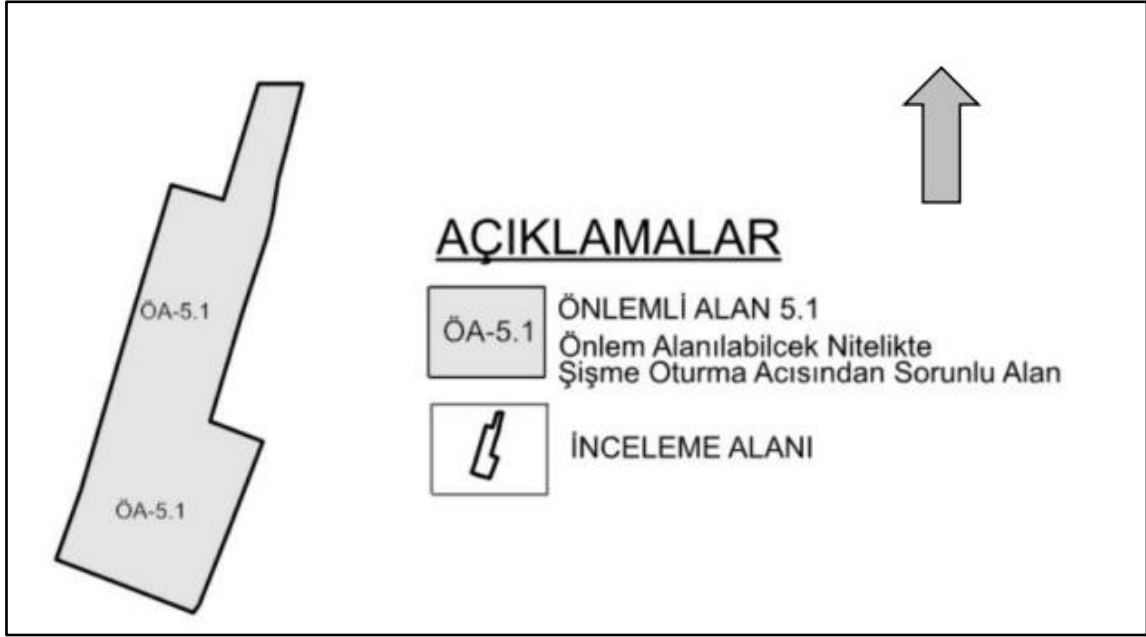 AÇIKLAMALAR
ÖA-5.1
ÖA-5.1
ÖNLEMLİ ALAN 5.1
Önlem Alanılabilcek Nitelikte
Şişme Oturma Acısından Sorunlu Alan
İNCELEME ALANI
ÖA-5.1